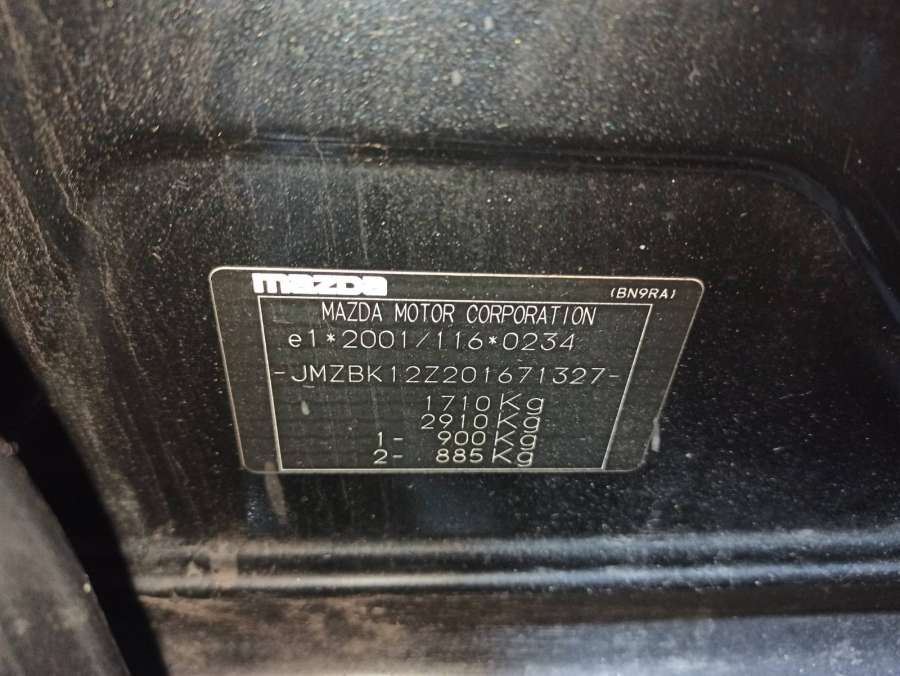 mazda
(BN9RA)
MAZDA MOTOR CORPORATION
e1*2001/116*0234
-JMZBK12Z201671327-
1710Kg
2910Kg
1- 900Kg
2- 885Kg